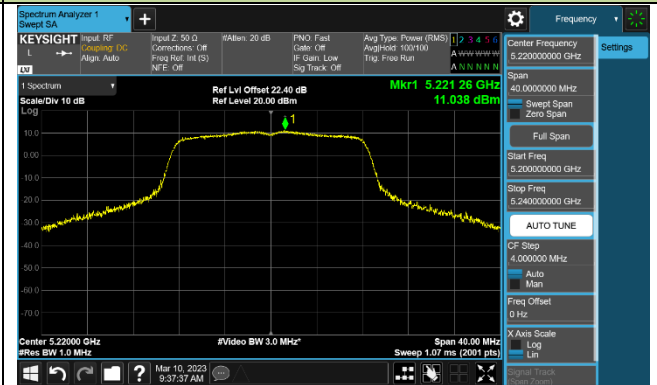 Spectrum Analyzer 1
Swept SA
Frequency
KEYSIGHT
Input: RF
Coupling: DC
Align: Auto
Input Z: 50 Ω
Corrections: Off
Freq Ref: Int (S)
NFE: Off
#Atten: 20 dB
PNO: Fast
Gate: Off
IF Gain: Low
Sig Track: Off
Avg Type: Power (RMS)
Avg|Hold: 100/100
Trig: Free Run
1 2 3 4 5 6
A W W W W W
A N N N N N
L
LXI
1 Spectrum
Scale/Div 10 dB
Log
Ref Lvl Offset 22.40 dB
Ref Level 20.00 dBm
Mkr1 5.221 26 GHz
11.038 dBm
1
10.0
0.00
-10.0
-20.0
-30.0
-40.0
-50.0
-60.0
-70.0
Center 5.22000 GHz
#Res BW 1.0 MHz
#Video BW 3.0 MHz*
Span 40.00 MHz
Sweep 1.07 ms (2001 pts)
Mar 10, 2023
9:37:37 AM
Center Frequency
5.220000000 GHz
Settings
Span
40.0000000 MHz
Swept Span
Zero Span
Full Span
Start Freq
5.200000000 GHz
Stop Freq
5.240000000 GHz
AUTO TUNE
CF Step
4.000000 MHz
Auto
Man
Freq Offset
0 Hz
X Axis Scale
Log
Lin
Signal Track
(Span Zoom)